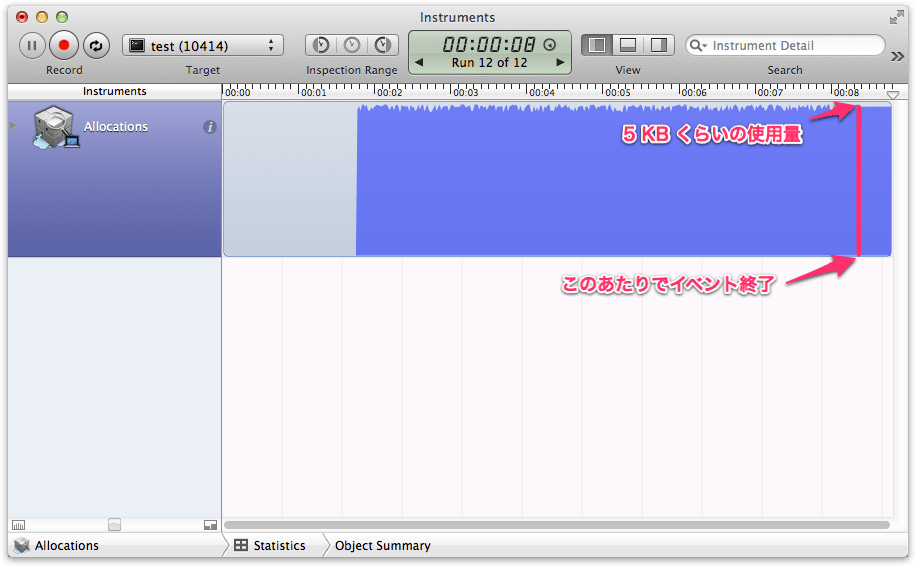 Instruments
test (10414)
00:00:08
Run 12 of 12
Instrument Detail
Record
Target
Inspection Range
View
Search
Instruments
00:00
00:01
00:02
00:03
00:04
00:05
00:06
00:07
00:08
Allocations
5 KB くらいの使用量
このあたりでイベント終了
Allocations
Statistics
Object Summary